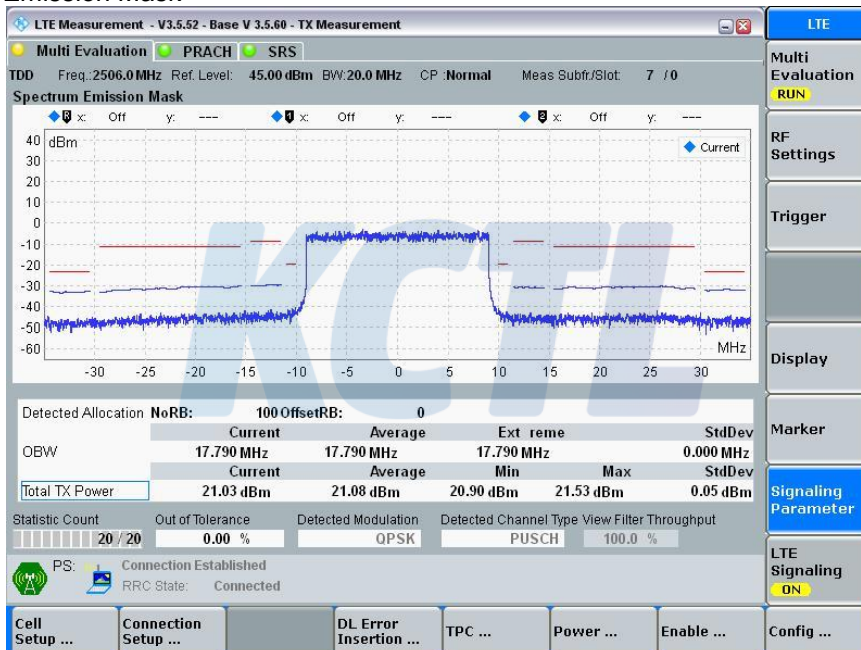 Emission Mask
LTE Measurement - V3.5.52 - Base V 3.5.60 - TX Measurement
LTE
Multi Evaluation PRACH SRS
TDD Freq.:2506.0 MHz Ref. Level: 45.00 dBm BW:20.0 MHz CP :Normal Meas Subfr./Slot: 7 / 0
Spectrum Emission Mask
R x: Off y: --- 1 x: Off y: --- 2 x: Off y: ---
40 dBm
Current
30
20
10
0
-10
-20
-30
-40
-50
-60
MHz
-30 -25 -20 -15 -10 -5 0 5 10 15 20 25 30
KCTL
Detected Allocation NoRB: 100 OffsetRB: 0
Current Average Ext reme StdDev
OBW 17.790 MHz 17.790 MHz 17.790 MHz 0.000 MHz
Current Average Min Max StdDev
Total TX Power 21.03 dBm 21.08 dBm 20.90 dBm 21.53 dBm 0.05 dBm
Statistic Count Out of Tolerance Detected Modulation Detected Channel Type View Filter Throughput
20 / 20 0.00 % QPSK PUSCH 100.0 %
PS: Connection Established
RRC State: Connected
Multi
Evaluation
RUN
RF
Settings
Trigger
Display
Marker
Signaling
Parameter
LTE
Signaling
ON
Cell
Setup ...
Connection
Setup ...
DL Error
Insertion ...
TPC ...
Power ...
Enable ...
Config ...